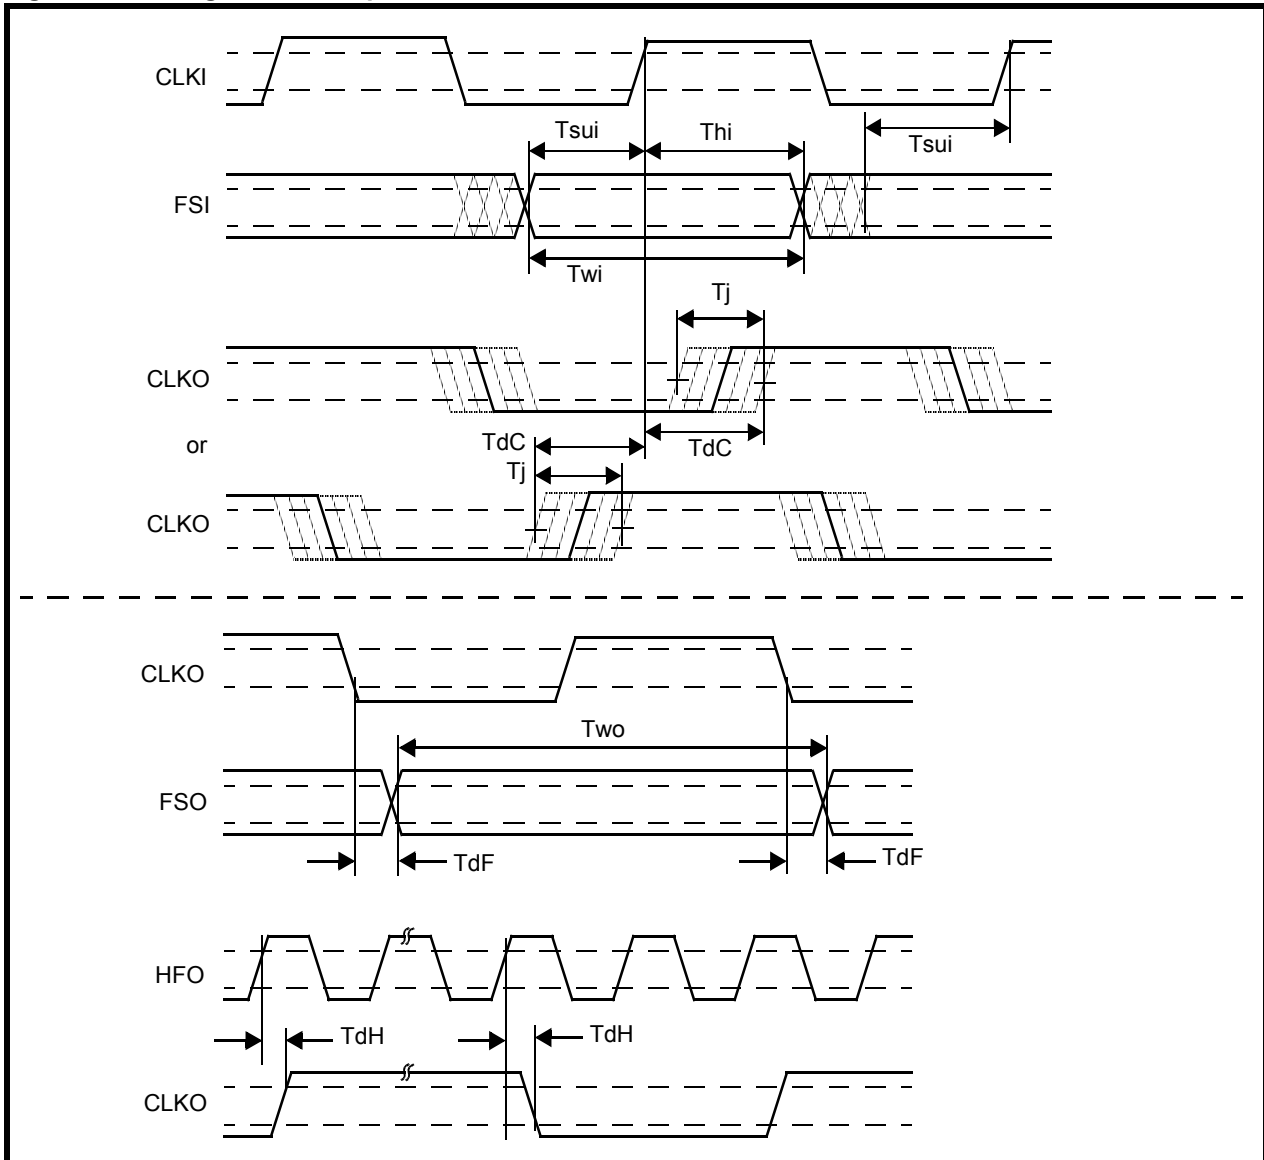 CLKI
Tsui
Thi
Tsui
FSI
Twi
Tj
CLKO
TdC
TdC
or
Tj
CLKO
CLKO
Two
FSO
TdF
TdF
HFO
TdH
TdH
CLKO